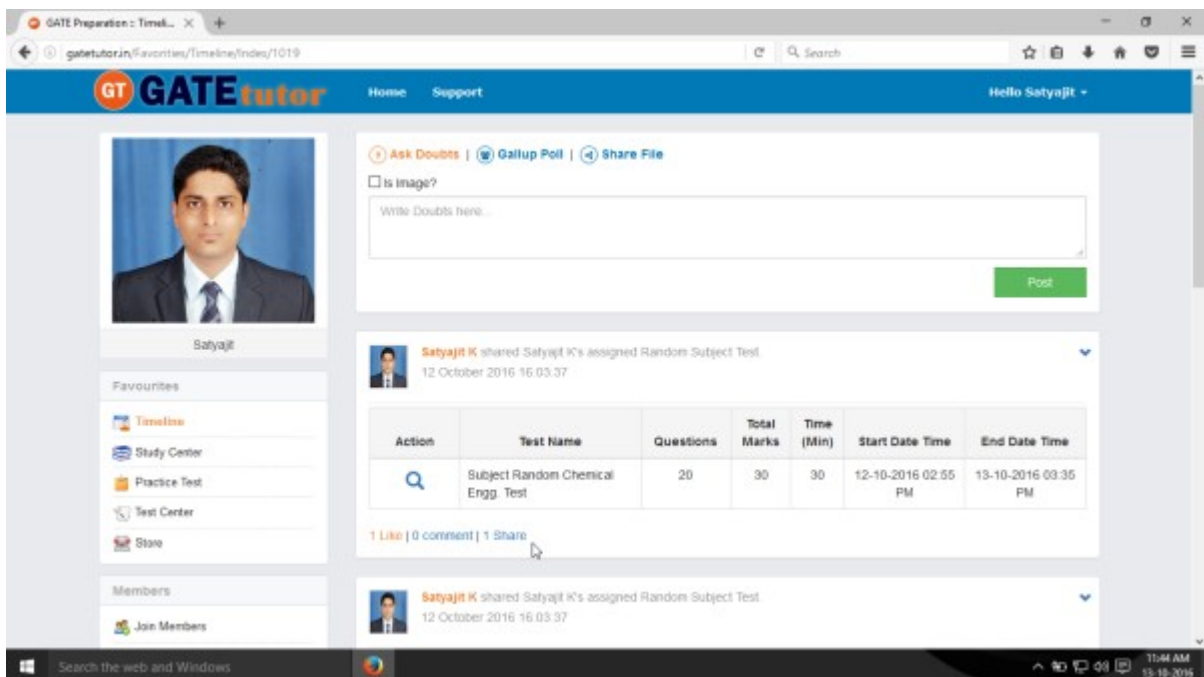 GATE Preparation :: Timeli...
gatetutor.in/Favorities/Timeline/Index/1019
Search
GT GATEtutor
Home Support
Hello Satyajit
Ask Doubts | Gallup Poll | Share File
Is Image?
Write Doubts here...
Post
Satyajit
Favourites
Timeline
Study Center
Practice Test
Test Center
Store
Members
Join Members
Satyajit K shared Satyajit K's assigned Random Subject Test.
12 October 2016 16:03:37
Action Test Name Questions Total Marks Time (Min) Start Date Time End Date Time
Subject Random Chemical Engg. Test 20 30 30 12-10-2016 02:55 PM 13-10-2016 03:35 PM
1 Like | 0 comment | 1 Share
Satyajit K shared Satyajit K's assigned Random Subject Test.
12 October 2016 16:03:37
Search the web and Windows
11:44 AM
13-10-2016